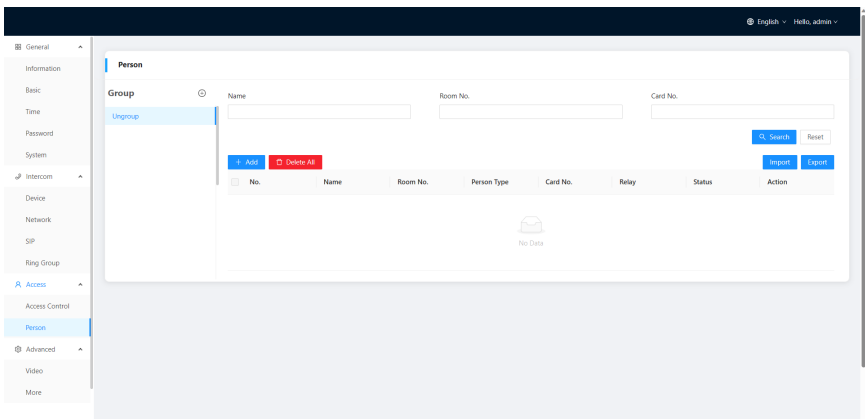 English Hello, admin
General
Information
Basic
Time
Password
System
Intercom
Device
Network
SIP
Ring Group
Access
Access Control
Person
Advanced
Video
More
Person
Group
Ungroup
Name Room No. Card No.
Search Reset
+ Add Delete All Import Export
No. Name Room No. Person Type Card No. Relay Status Action
No Data